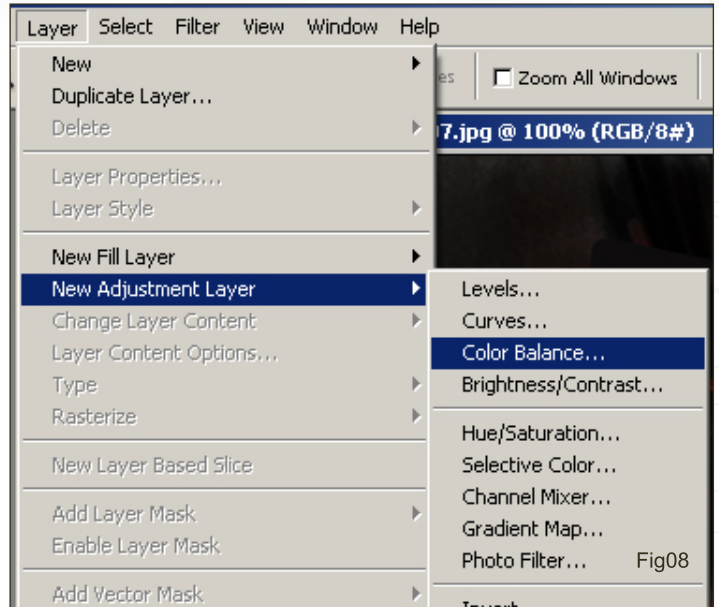 Layer Select Filter View Window Help
New
Duplicate Layer...
Delete
Layer Properties...
Layer Style
New Fill Layer
New Adjustment Layer
Change Layer Content
Layer Content Options...
Type
Rasterize
New Layer Based Slice
Add Layer Mask
Enable Layer Mask
Add Vector Mask
Zoom All Windows
7.jpg @ 100% (RGB/8#)
Levels...
Curves...
Color Balance...
Brightness/Contrast...
Hue/Saturation...
Selective Color...
Channel Mixer...
Gradient Map...
Photo Filter...
Fig08